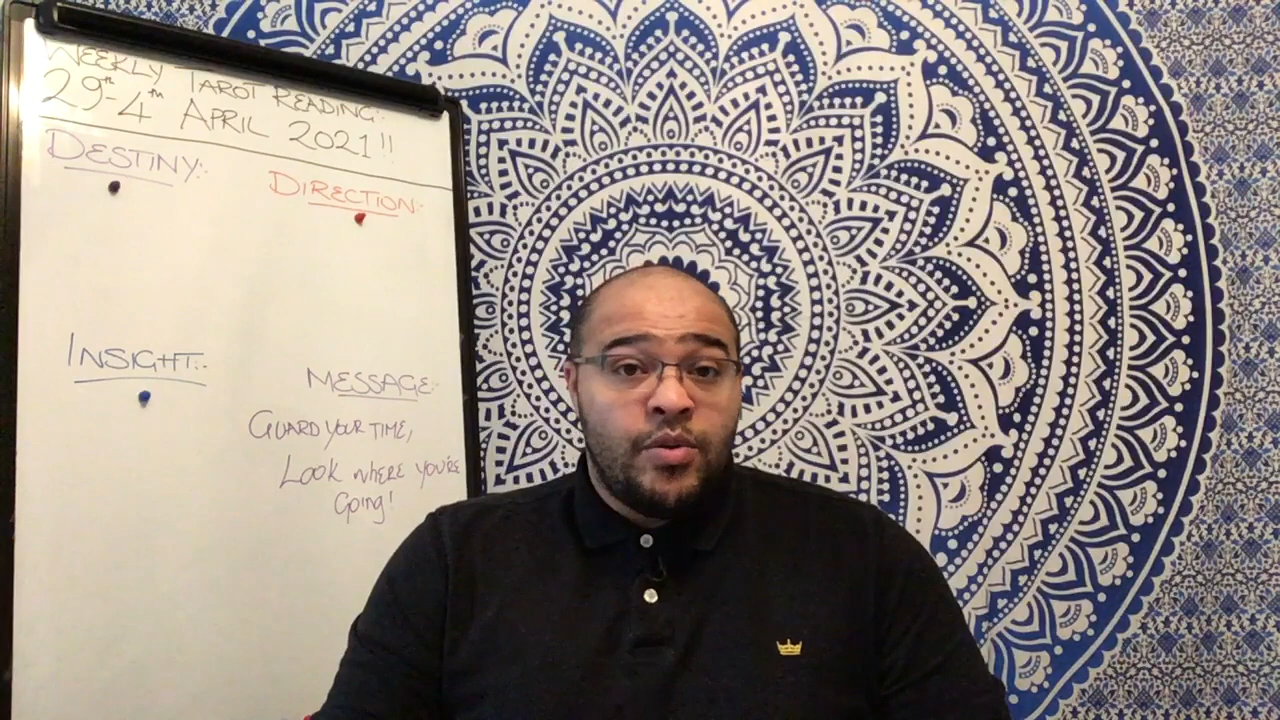 WEEKLY TAROT READING:
29th-4th APRIL 2021!!
DESTINY:
DIRECTION:
INSIGHT:
MESSAGE:
GUARD YOUR TIME,
LOOK WHERE YOU'RE
Going!